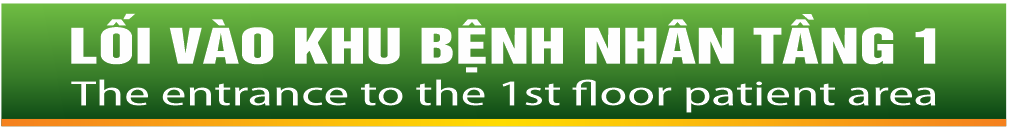 LỐI VÀO KHU BỆNH NHÂN TẦNG 1
The entrance to the 1st floor patient area